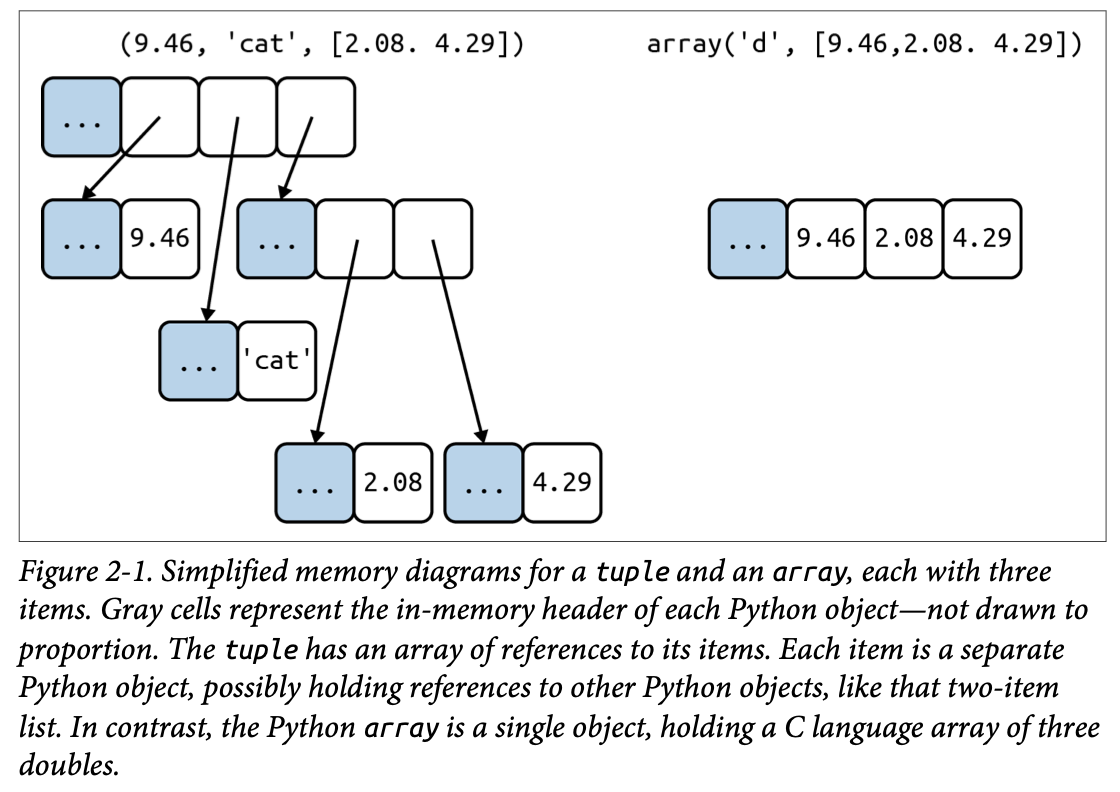 (9.46, 'cat', [2.08. 4.29])
array('d', [9.46,2.08. 4.29])
...
... 9.46
...
... 9.46 2.08 4.29
... 'cat'
... 2.08
... 4.29
Figure 2-1. Simplified memory diagrams for a tuple and an array, each with three
items. Gray cells represent the in-memory header of each Python object—not drawn to
proportion. The tuple has an array of references to its items. Each item is a separate
Python object, possibly holding references to other Python objects, like that two-item
list. In contrast, the Python array is a single object, holding a C language array of three
doubles.